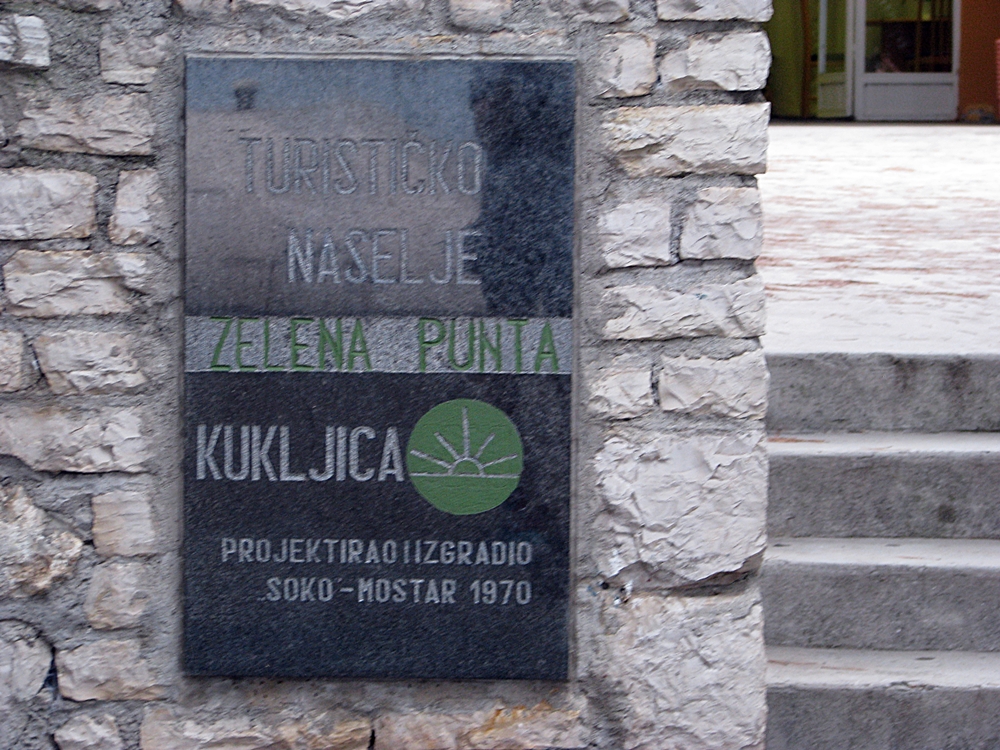 TURISTIČKO
NASELJE
ZELENA PUNTA
KUKLJICA
PROJEKTIRAO I IZGRADIO
"SOKO"-MOSTAR 1970